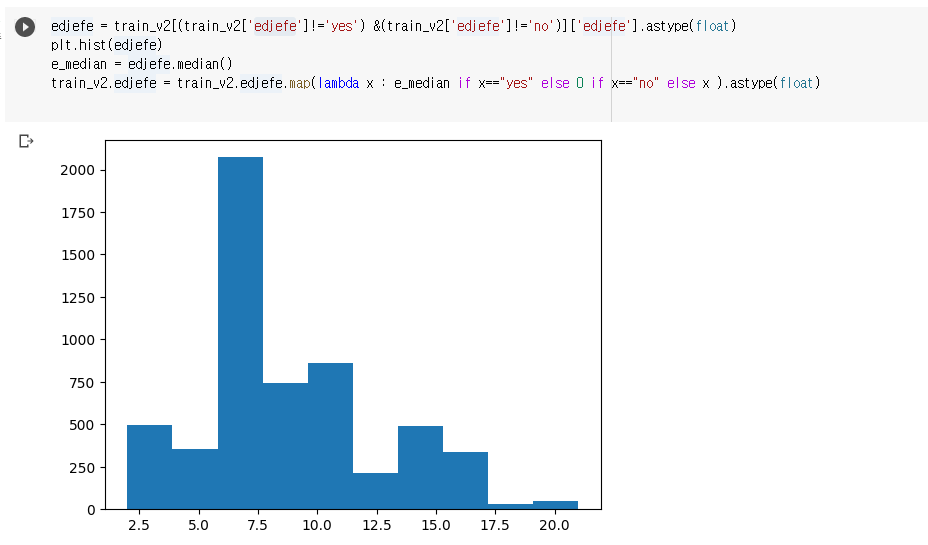 edjefe = train_v2[(train_v2['edjefe']!='yes') &(train_v2['edjefe']!='no')]['edjefe'].astype(float)
plt.hist(edjefe)
e_median = edjefe.median()
train_v2.edjefe = train_v2.edjefe.map(lambda x : e_median if x=="yes" else 0 if x=="no" else x ).astype(float)
2000
1750
1500
1250
1000
750
500
250
0
2.5 5.0 7.5 10.0 12.5 15.0 17.5 20.0